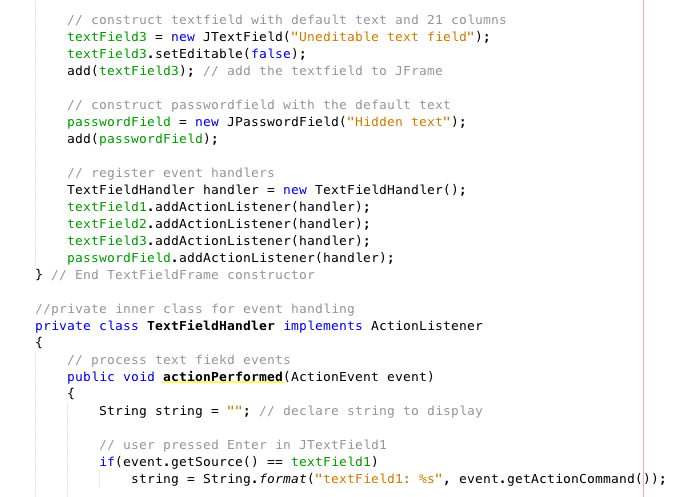 // construct textfield with default text and 21 columns
textField3 = new JTextField("Uneditable text field");
textField3.setEditable(false);
add(textField3); // add the textfield to JFrame
// construct passwordfield with the default text
passwordField = new JPasswordField("Hidden text");
add(passwordField);
// register event handlers
TextFieldHandler handler = new TextFieldHandler();
textField1.addActionListener(handler);
textField2.addActionListener(handler);
textField3.addActionListener(handler);
passwordField.addActionListener(handler);
} // End TextFieldFrame constructor
//private inner class for event handling
private class TextFieldHandler implements ActionListener
{
// process text fiekd events
public void actionPerformed(ActionEvent event)
{
String string = ""; // declare string to display
// user pressed Enter in JTextField1
if(event.getSource() == textField1)
string = String.format("textField1: %s", event.getActionCommand());